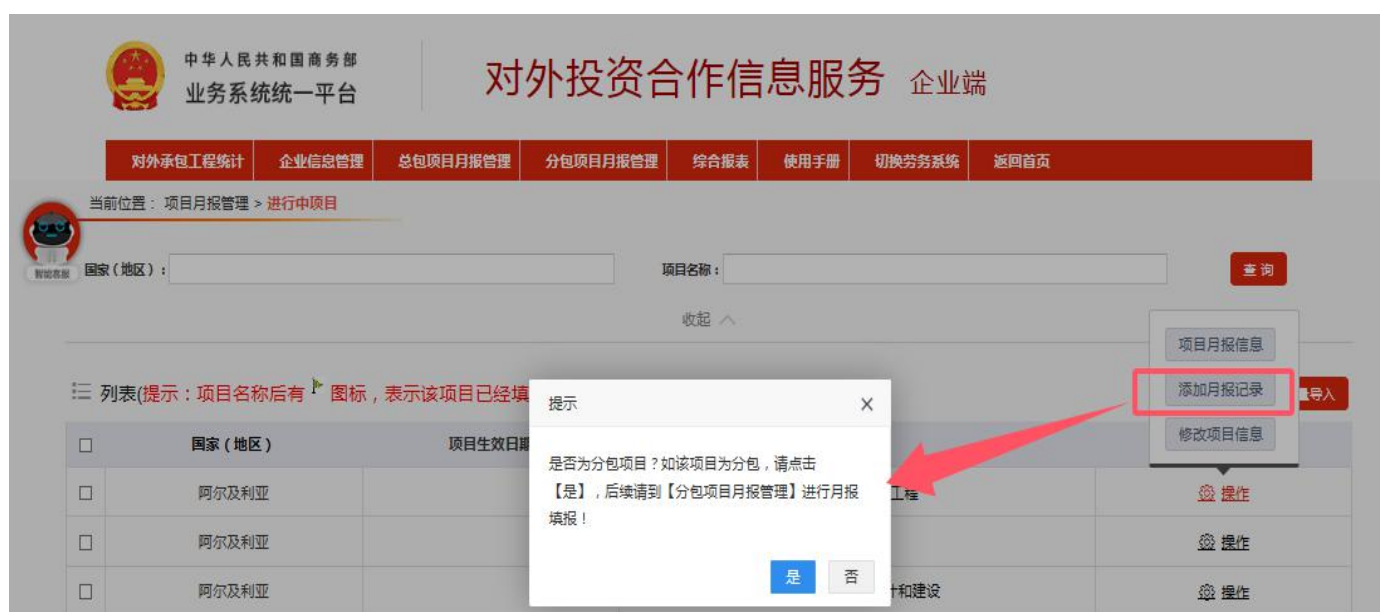 中华人民共和国商务部
业务系统统一平台
对外投资合作信息服务 企业端
对外承包工程统计 企业信息管理 总包项目月报管理 分包项目月报管理 综合报表 使用手册 切换劳务系统 返回首页
当前位置： 项目月报管理 > 进行中项目
智能客服
国家（地区）: 项目名称: 查询
收起
项目月报信息
添加月报记录
修改项目信息
列表(提示：项目名称后有 图标，表示该项目已经填
导入
国家（地区） 项目生效日期
提示 X
是否为分包项目？如该项目为分包，请点击
【是】，后续请到【分包项目月报管理】进行月报
填报！
是 否
阿尔及利亚 工程 操作
阿尔及利亚 操作
阿尔及利亚 和建设 操作